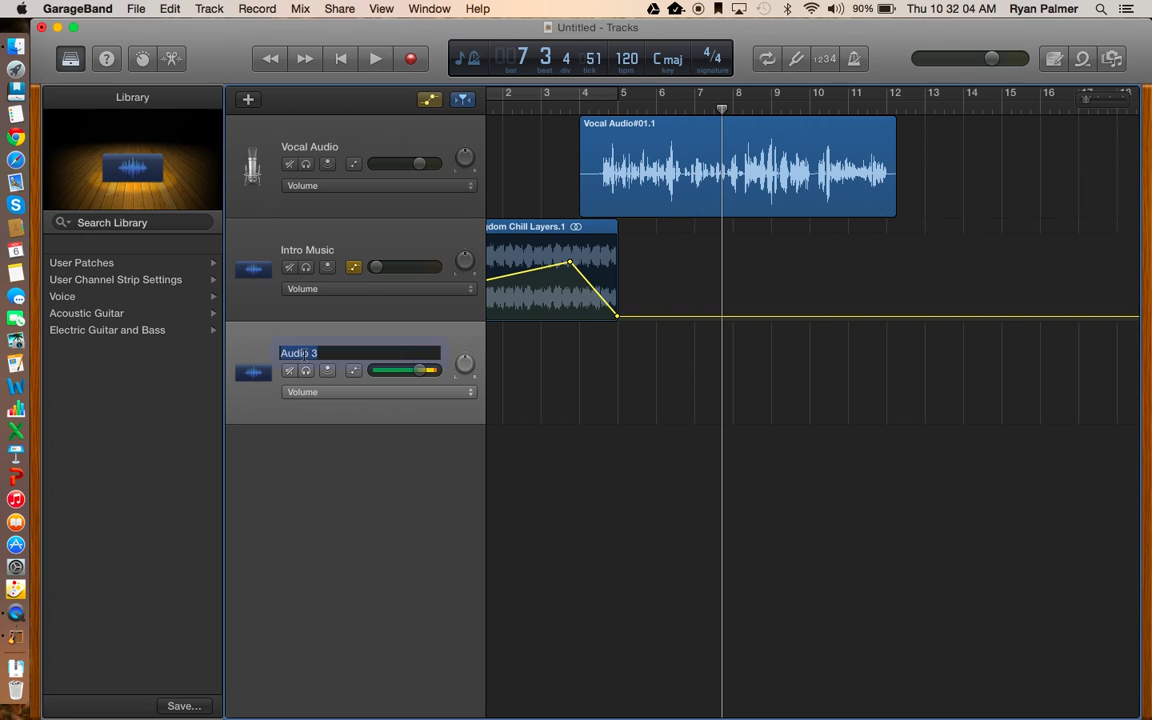 GarageBand File Edit Track Record Mix Share View Window Help 90% Thu 10 32 04 AM Ryan Palmer
Untitled - Tracks
7 3 4 51 120 C maj 4/4
bar beat div tick bpm key signature
1234
Library
2 3 4 5 6 7 8 9 10 11 12 13 14 15 16 17 18
Vocal Audio
Volume
Vocal Audio#01.1
Search Library
User Patches
User Channel Strip Settings
Voice
Acoustic Guitar
Electric Guitar and Bass
Intro Music
Volume
dom Chill Layers.1
Audio 3
Volume
Save...